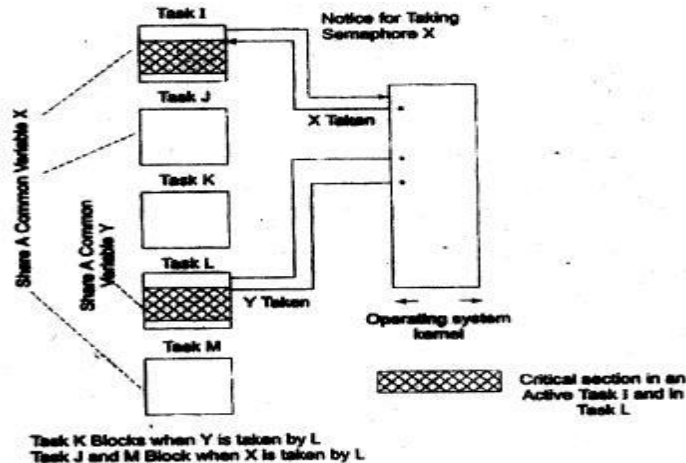 Task I
Notice for Taking
Semaphore X
Task J
X Taken
Share A Common Variable X
Task K
Share A Common
Variable Y
Task L
Y Taken
Operating system
kernel
Task M
Critical section in an
Active Task I and in
Task L
Task K Blocks when Y is taken by L
Task J and M Block when X is taken by L